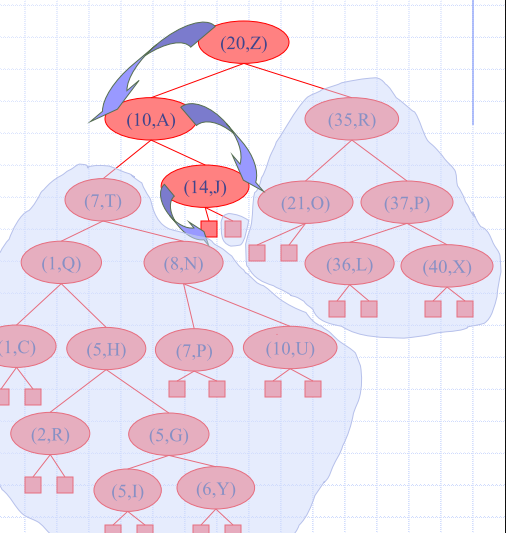 (20,Z)
(10,A) (35,R)
(14,J)
(7,T) (21,O) (37,P)
(1,Q) (8,N) (36,L) (40,X)
(1,C) (5,H) (7,P) (10,U)
(2,R) (5,G)
(5,I) (6,Y)